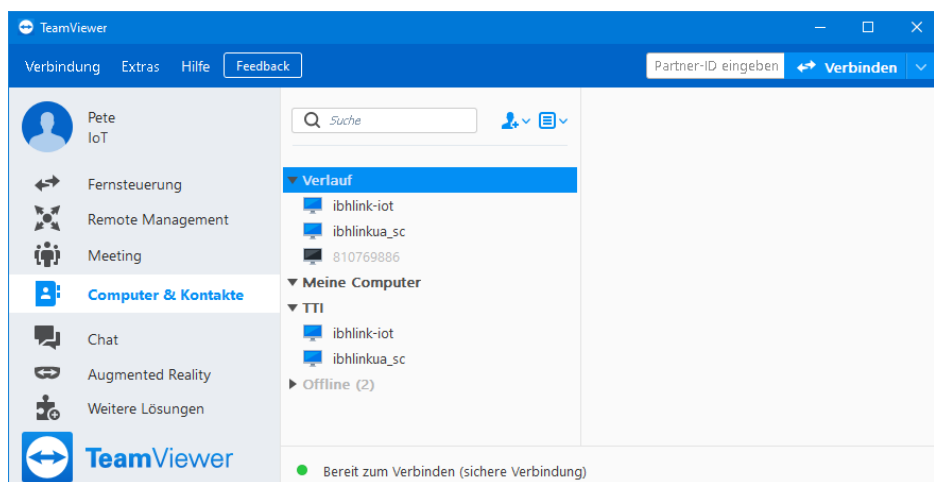 TeamViewer
Verbindung Extras Hilfe Feedback Partner-ID eingeben Verbinden
Pete
IoT
Fernsteuerung
Remote Management
Meeting
Computer & Kontakte
Chat
Augmented Reality
Weitere Lösungen
TeamViewer
Suche
Verlauf
ibhlink-iot
ibhlinkua_sc
810769886
Meine Computer
TTI
ibhlink-iot
ibhlinkua_sc
Offline (2)
Bereit zum Verbinden (sichere Verbindung)